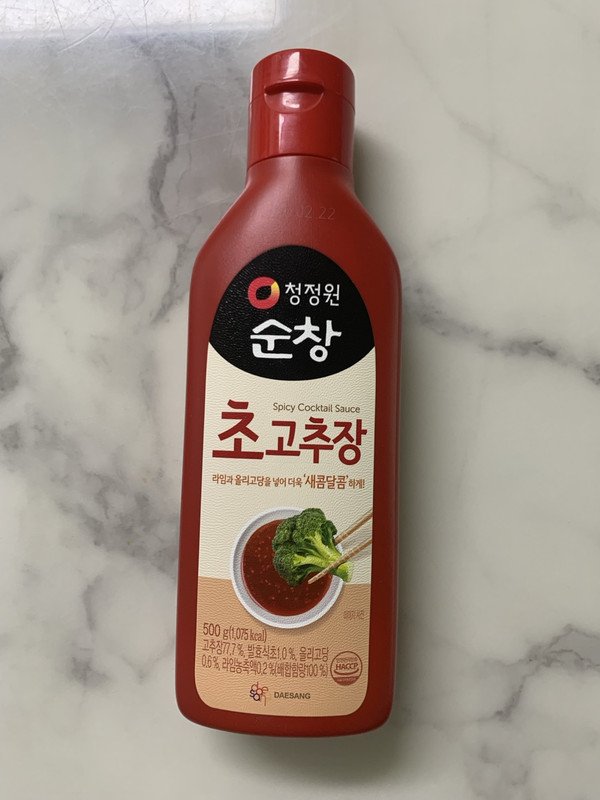 청정원
순창
Spicy Cocktail Sauce
초고추장
라임과 올리고당을 넣어 더욱 '새콤달콤'하게!
500 g(1,075 kcal)
고추장77.7 %, 발효식초1.0 %, 올리고당
0.6 %, 라임농축액0.2 %(배합함량100 %)
HACCP
DAESANG